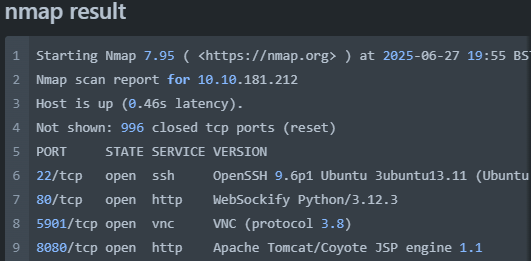 nmap result
1 Starting Nmap 7.95 ( <https://nmap.org> ) at 2025-06-27 19:55 BST
2 Nmap scan report for 10.10.181.212
3 Host is up (0.46s latency).
4 Not shown: 996 closed tcp ports (reset)
5 PORT     STATE SERVICE VERSION
6 22/tcp   open  ssh     OpenSSH 9.6p1 Ubuntu 3ubuntu13.11 (Ubuntu
7 80/tcp   open  http    WebSockify Python/3.12.3
8 5901/tcp open  vnc     VNC (protocol 3.8)
9 8080/tcp open  http    Apache Tomcat/Coyote JSP engine 1.1